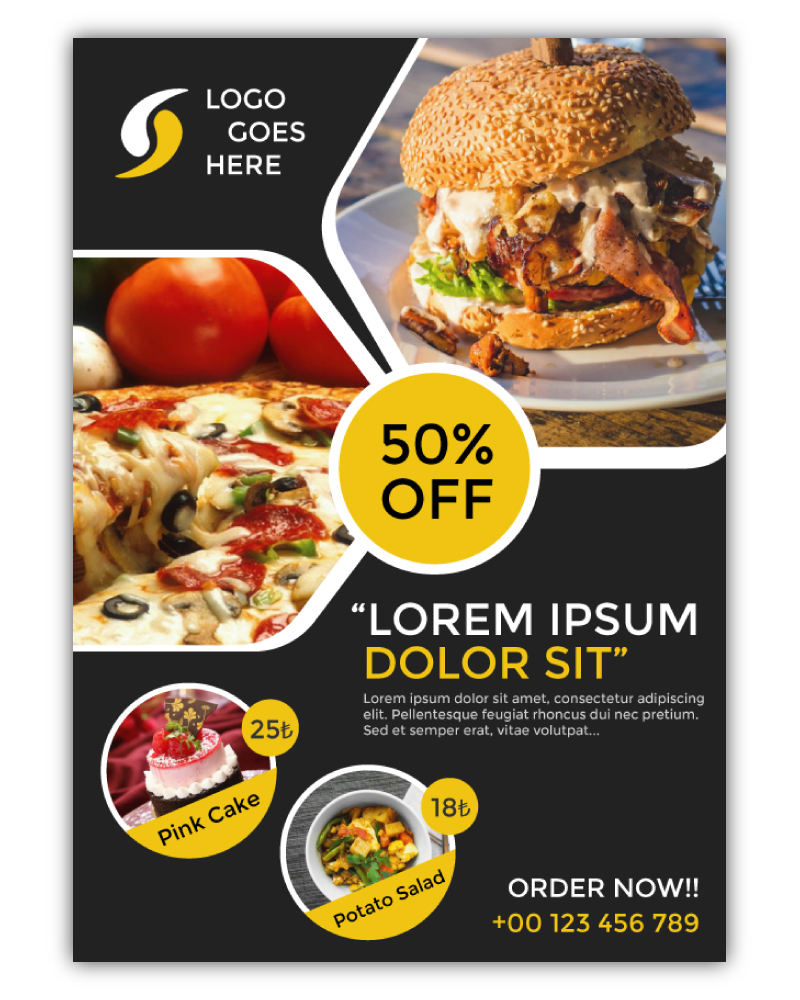 LOGO
GOES
HERE
50%
OFF
“LOREM IPSUM
DOLOR SIT”
Lorem ipsum dolor sit amet, consectetur adipiscing
elit. Pellentesque feugiat rhoncus dui nec pretium.
Sed et semper erat, vitae volutpat...
25₺
Pink Cake
18₺
Potato Salad
ORDER NOW!!
+00 123 456 789